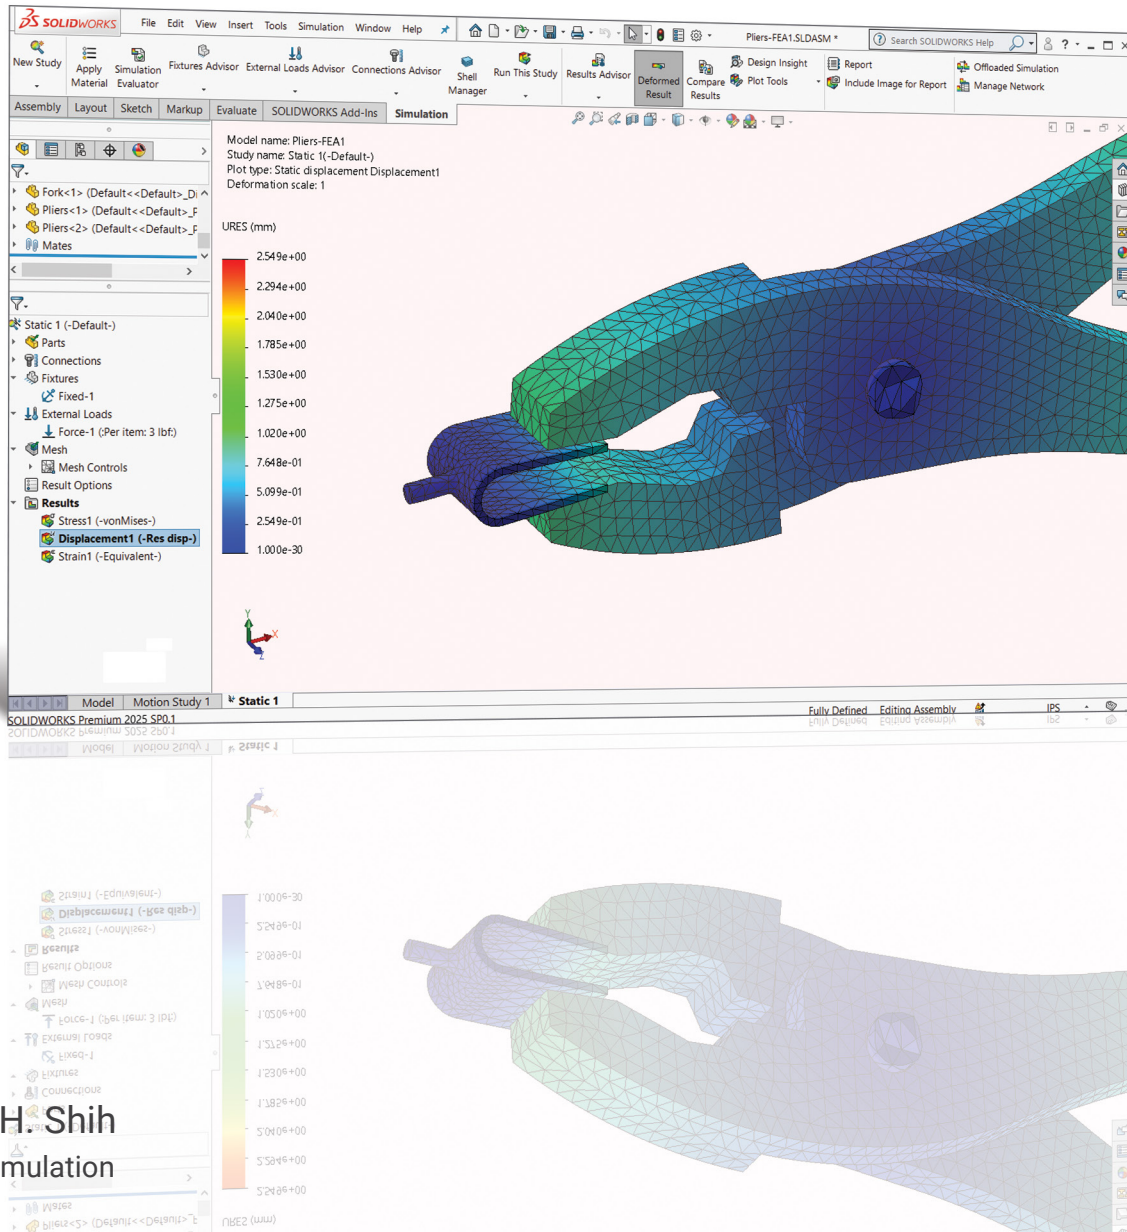 SOLIDWORKS File Edit View Insert Tools Simulation Window Help Pliers-FEA1.SLDASM * Search SOLIDWORKS Help
New Study
Apply Material
Simulation Evaluator
Fixtures Advisor
External Loads Advisor
Connections Advisor
Shell Manager
Run This Study
Results Advisor
Deformed Result
Compare Results
Design Insight
Plot Tools
Report
Include Image for Report
Offloaded Simulation
Manage Network
Assembly Layout Sketch Markup Evaluate SOLIDWORKS Add-Ins Simulation
Fork<1> (Default<<Default>_Di
Pliers<1> (Default<<Default>_F
Pliers<2> (Default<<Default>_F
Mates
Static 1 (-Default-)
Parts
Connections
Fixtures
Fixed-1
External Loads
Force-1 (:Per item: 3 lbf:)
Mesh
Mesh Controls
Result Options
Results
Stress1 (-vonMises-)
Displacement1 (-Res disp-)
Strain1 (-Equivalent-)
Model name: Pliers-FEA1
Study name: Static 1(-Default-)
Plot type: Static displacement Displacement1
Deformation scale: 1
URES (mm)
2.549e+00
2.294e+00
2.040e+00
1.785e+00
1.530e+00
1.275e+00
1.020e+00
7.648e-01
5.099e-01
2.549e-01
1.000e-30
Y
X
Z
Model Motion Study 1 Static 1
SOLIDWORKS Premium 2025 SP0.1 Fully Defined Editing Assembly IPS
H. Shih
mulation